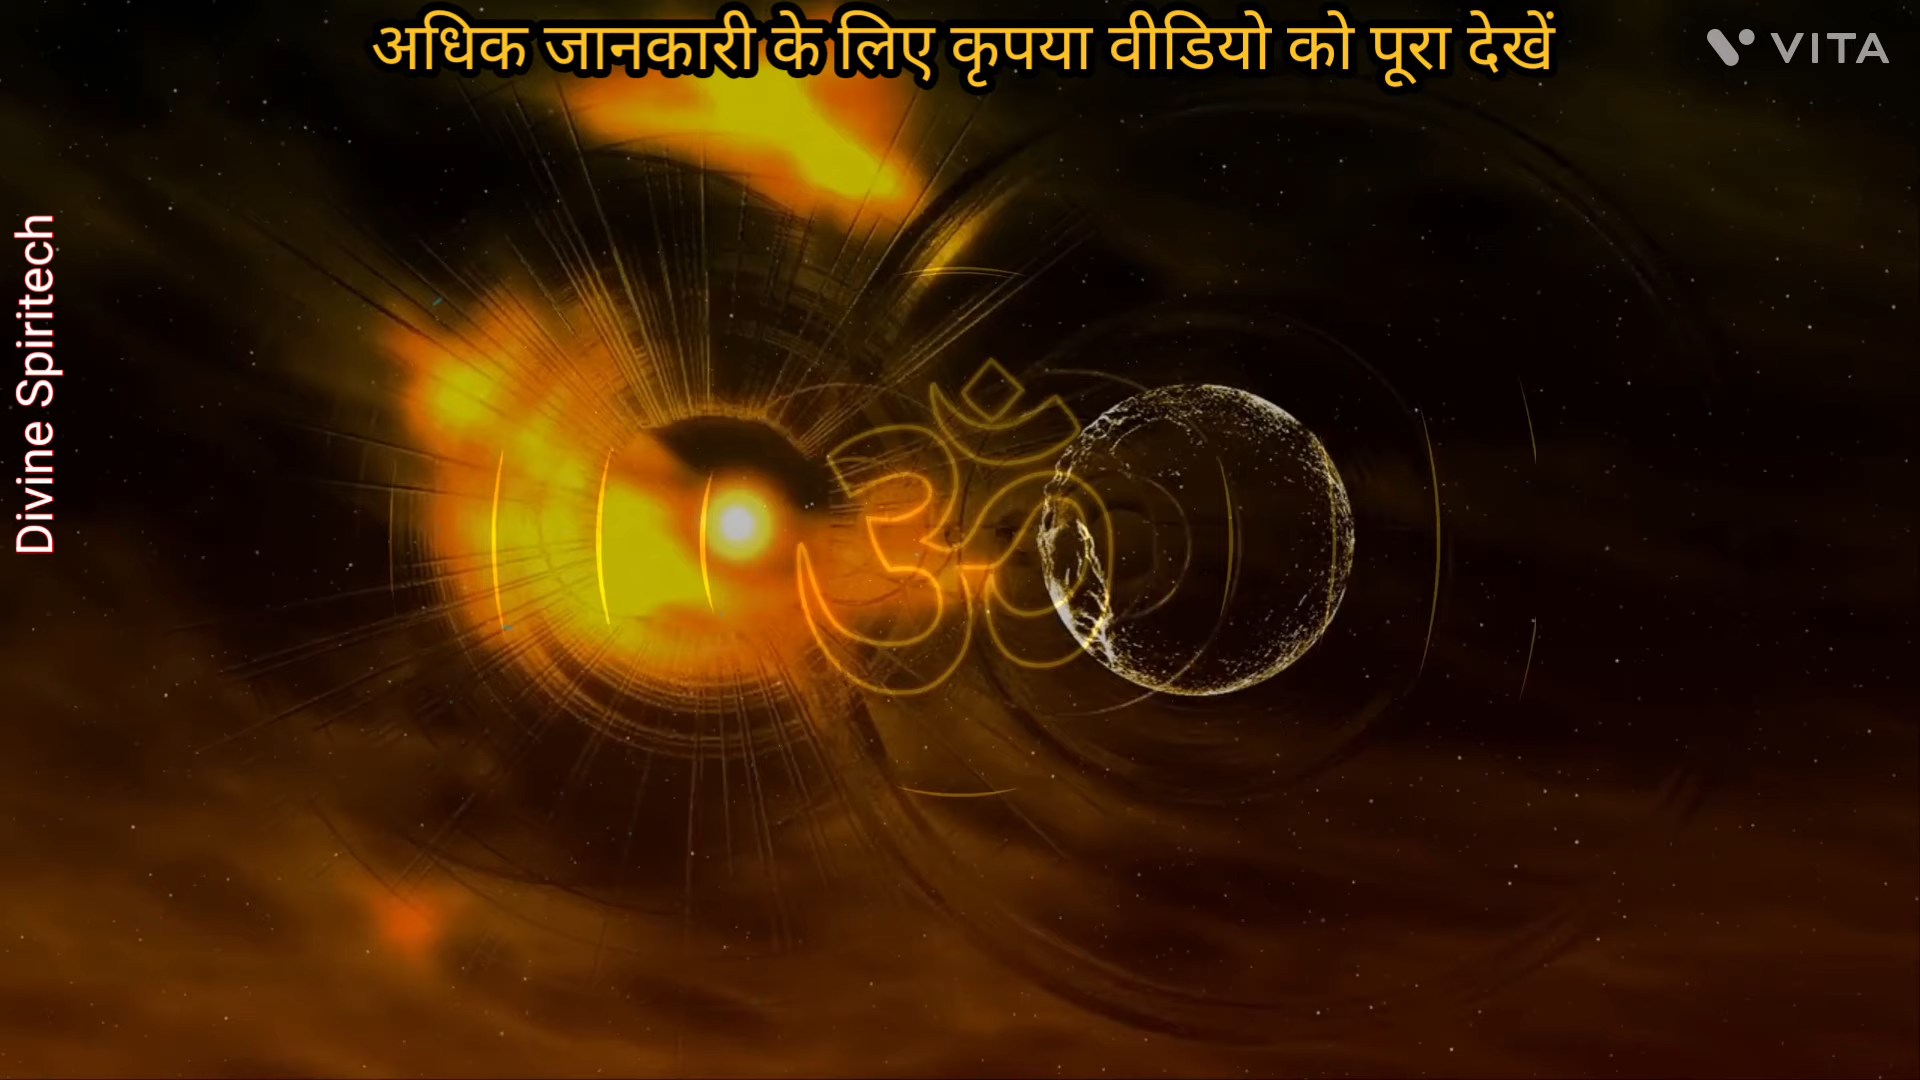 अधिक जानकारी के लिए कृपया वीडियो को पूरा देखें
VITA
Divine Spiritech
ॐ